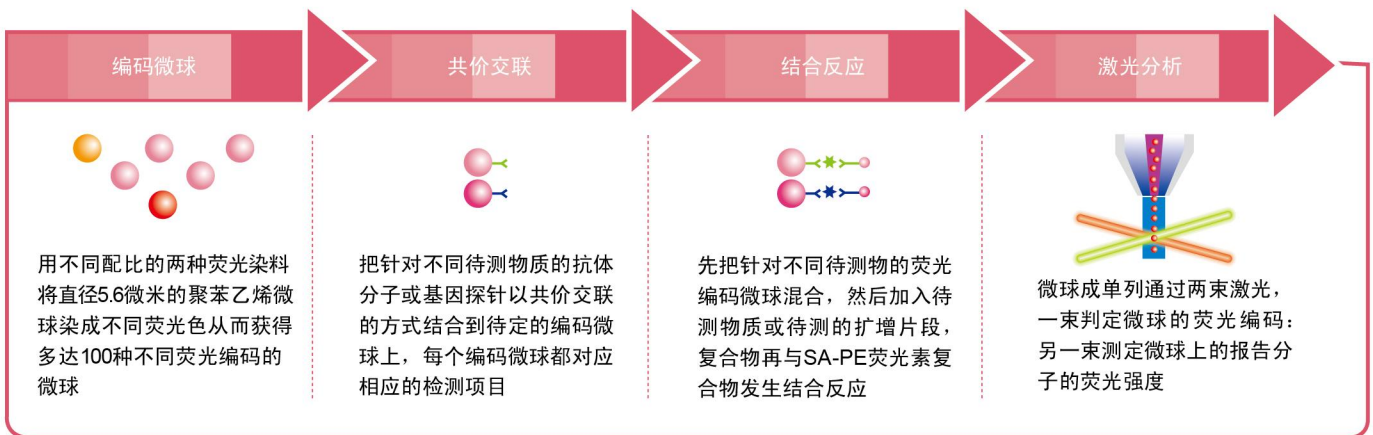 编码微球
共价交联
结合反应
激光分析
用不同配比的两种荧光染料
将直径5.6微米的聚苯乙烯微
球染成不同荧光色从而获得
多达100种不同荧光编码的
微球
把针对不同待测物质的抗体
分子或基因探针以共价交联
的方式结合到待定的编码微
球上，每个编码微球都对应
相应的检测项目
先把针对不同待测物的荧光
编码微球混合，然后加入待
测物质或待测的扩增片段，
复合物再与SA-PE荧光素复
合物发生结合反应
微球成单列通过两束激光，
一束判定微球的荧光编码：
另一束测定微球上的报告分
子的荧光强度